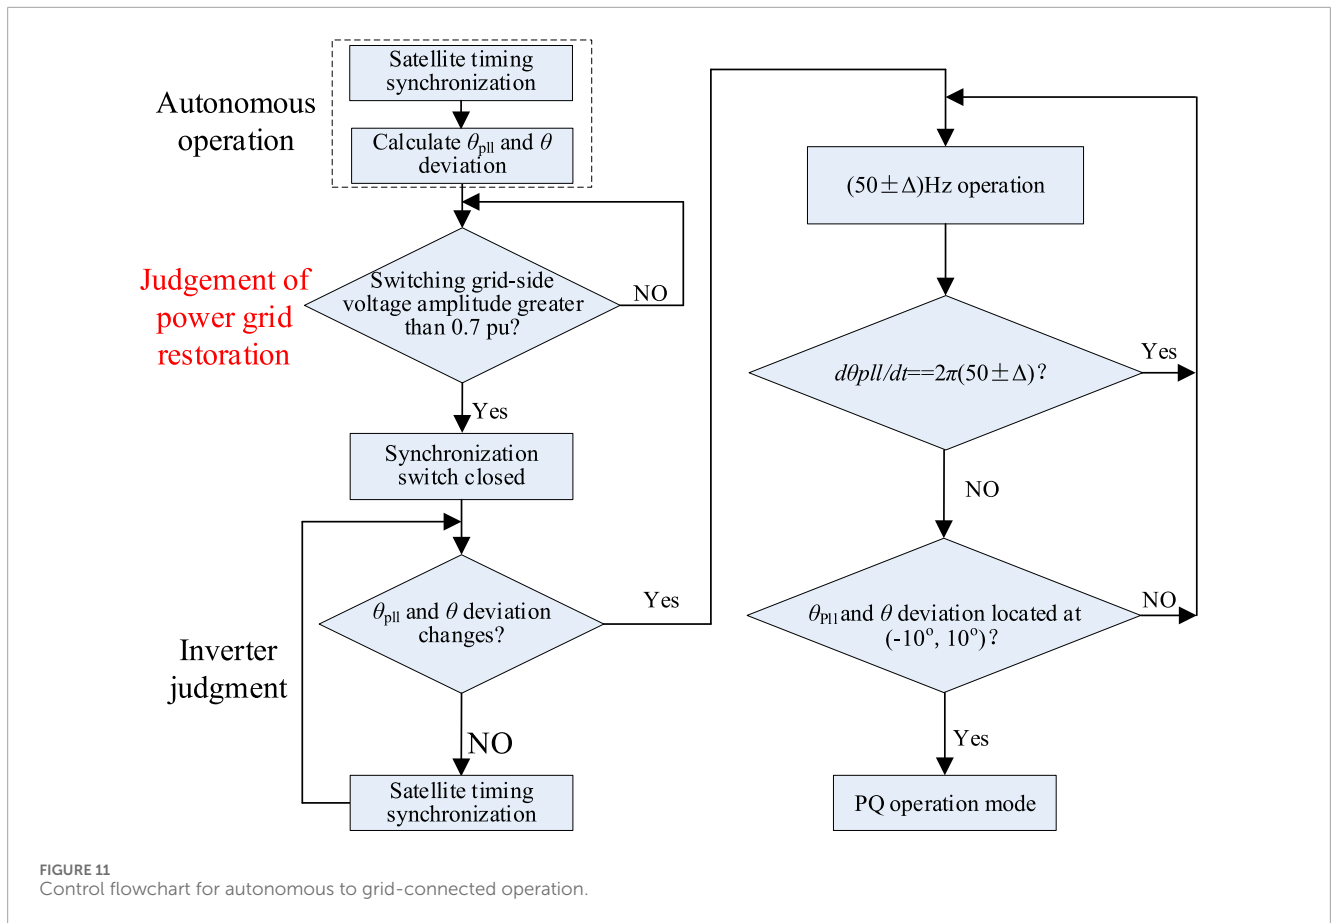 Autonomous
operation
Satellite timing
synchronization
Calculate θpll and θ
deviation
Judgement of
power grid
restoration
Switching grid-side
voltage amplitude greater
than 0.7 pu?
NO
Yes
Synchronization
switch closed
Inverter
judgment
θpll and θ deviation
changes?
Yes
NO
Satellite timing
synchronization
(50±Δ)Hz operation
dθpll/dt==2π(50±Δ)?
Yes
NO
θPll and θ deviation located at
(-10°, 10°)?
NO
Yes
PQ operation mode
FIGURE 11
Control flowchart for autonomous to grid-connected operation.